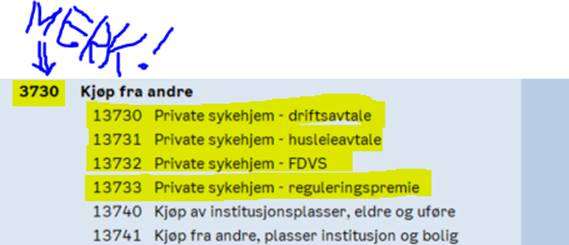 MERK!
3730 Kjøp fra andre
13730 Private sykehjem - driftsavtale
13731 Private sykehjem - husleieavtale
13732 Private sykehjem - FDVS
13733 Private sykehjem - reguleringspremie
13740 Kjøp av institusjonsplasser, eldre og uføre
13741 Kjøp fra andre, plasser institusjon og bolig